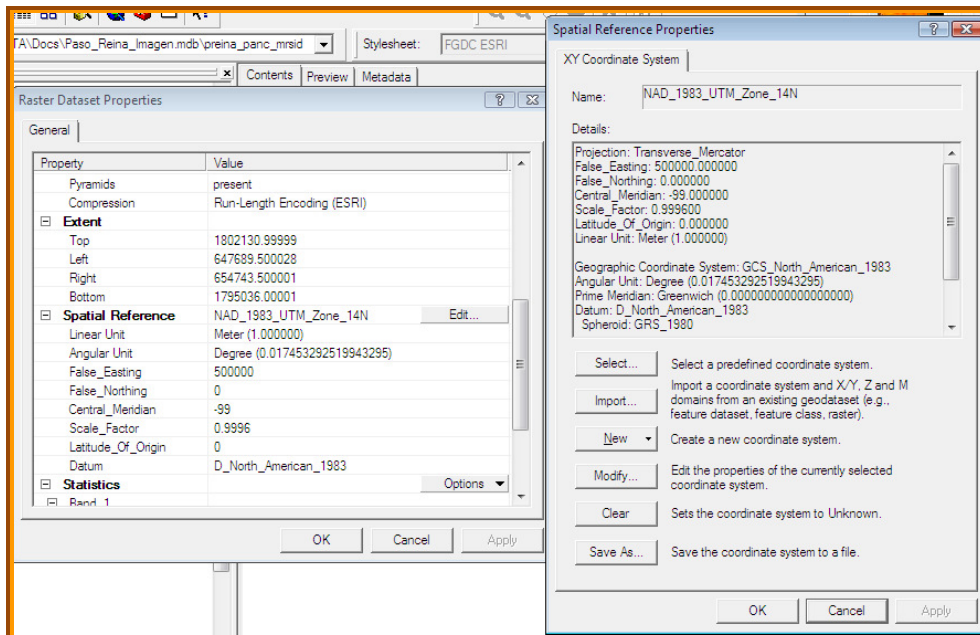 TA\Docs\Paso_Reina_Imagen.mdb\preina_panc_mrsid
Stylesheet: FGDC ESRI
Contents Preview Metadata
Raster Dataset Properties
General
Property Value
Pyramids present
Compression Run-Length Encoding (ESRI)
Extent
Top 1802130.99999
Left 647689.500028
Right 654743.500001
Bottom 1795036.00001
Spatial Reference NAD_1983_UTM_Zone_14N Edit...
Linear Unit Meter (1.000000)
Angular Unit Degree (0.017453292519943295)
False_Easting 500000
False_Northing 0
Central_Meridian -99
Scale_Factor 0.9996
Latitude_Of_Origin 0
Datum D_North_American_1983
Statistics Options
Band_1
OK Cancel Apply
Spatial Reference Properties
XY Coordinate System
Name: NAD_1983_UTM_Zone_14N
Details:
Projection: Transverse_Mercator
False_Easting: 500000.000000
False_Northing: 0.000000
Central_Meridian: -99.000000
Scale_Factor: 0.999600
Latitude_Of_Origin: 0.000000
Linear Unit: Meter (1.000000)
Geographic Coordinate System: GCS_North_American_1983
Angular Unit: Degree (0.017453292519943295)
Prime Meridian: Greenwich (0.000000000000000000)
Datum: D_North_American_1983
Spheroid: GRS_1980
Select... Select a predefined coordinate system.
Import... Import a coordinate system and X/Y, Z and M
domains from an existing geodataset (e.g.,
feature dataset, feature class, raster).
New Create a new coordinate system.
Modify... Edit the properties of the currently selected
coordinate system.
Clear Sets the coordinate system to Unknown.
Save As... Save the coordinate system to a file.
OK Cancel Apply